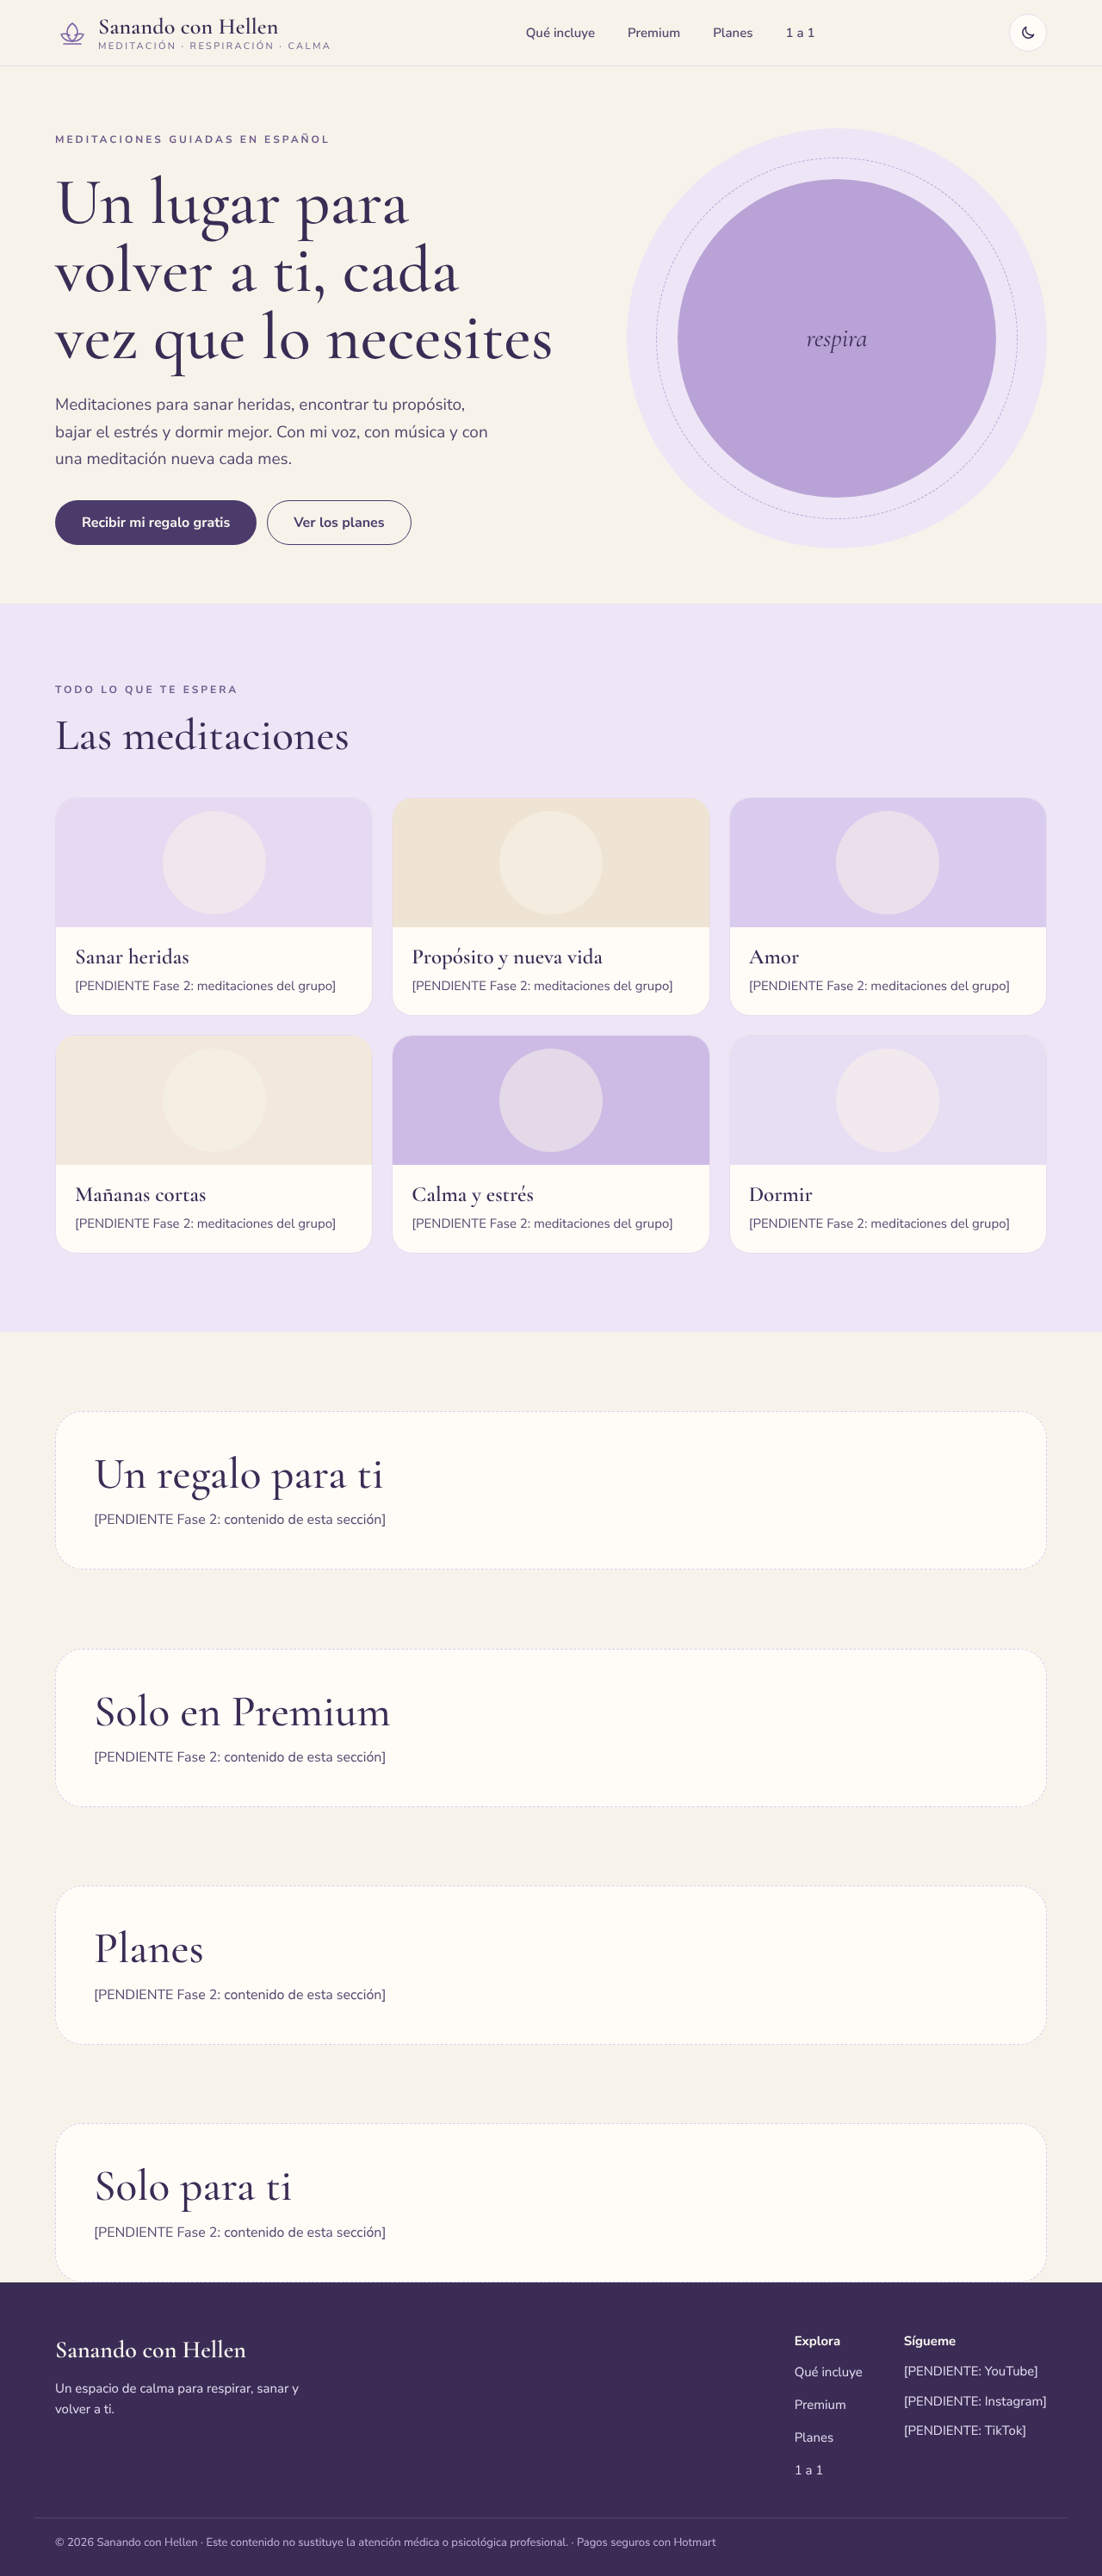 Sanando con Hellen
MEDITACIÓN · RESPIRACIÓN · CALMA
Qué incluye
Premium
Planes
1 a 1
MEDITACIONES GUIADAS EN ESPAÑOL
Un lugar para
volver a ti, cada
vez que lo necesites
Meditaciones para sanar heridas, encontrar tu propósito,
bajar el estrés y dormir mejor. Con mi voz, con música y con
una meditación nueva cada mes.
Recibir mi regalo gratis
Ver los planes
respira
TODO LO QUE TE ESPERA
Las meditaciones
Sanar heridas
[PENDIENTE Fase 2: meditaciones del grupo]
Propósito y nueva vida
[PENDIENTE Fase 2: meditaciones del grupo]
Amor
[PENDIENTE Fase 2: meditaciones del grupo]
Mañanas cortas
[PENDIENTE Fase 2: meditaciones del grupo]
Calma y estrés
[PENDIENTE Fase 2: meditaciones del grupo]
Dormir
[PENDIENTE Fase 2: meditaciones del grupo]
Un regalo para ti
[PENDIENTE Fase 2: contenido de esta sección]
Solo en Premium
[PENDIENTE Fase 2: contenido de esta sección]
Planes
[PENDIENTE Fase 2: contenido de esta sección]
Solo para ti
[PENDIENTE Fase 2: contenido de esta sección]
Sanando con Hellen
Un espacio de calma para respirar, sanar y
volver a ti.
Explora
Qué incluye
Premium
Planes
1 a 1
Sígueme
[PENDIENTE: YouTube]
[PENDIENTE: Instagram]
[PENDIENTE: TikTok]
© 2026 Sanando con Hellen · Este contenido no sustituye la atención médica o psicológica profesional. · Pagos seguros con Hotmart